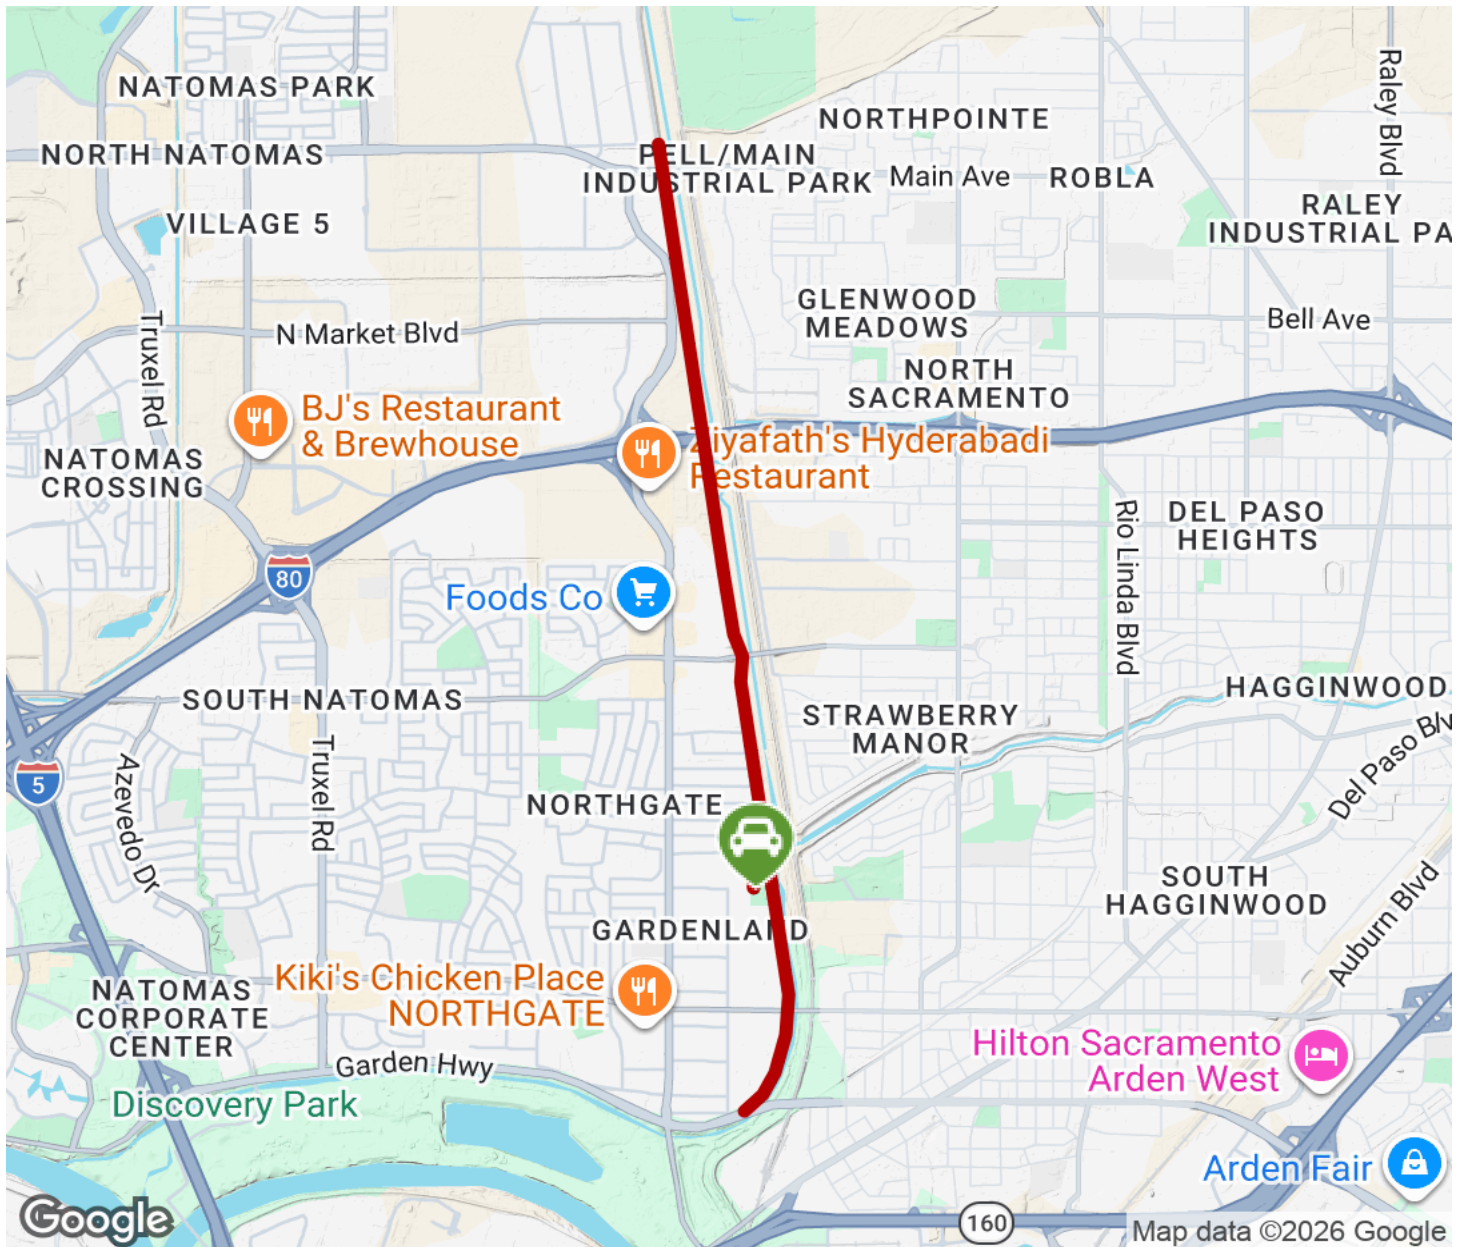 NATOMAS PARK
NORTH NATOMAS
VILLAGE 5
NORTHPOINTE
PELL/MAIN
INDUSTRIAL PARK
Main Ave
ROBLA
Raley Blvd
RALEY
INDUSTRIAL PA
GLENWOOD
MEADOWS
Bell Ave
N Market Blvd
Truxel Rd
NORTH
SACRAMENTO
BJ's Restaurant
& Brewhouse
Ziyafath's Hyderabadi
Restaurant
NATOMAS
CROSSING
80
Foods Co
Rio Linda Blvd
DEL PASO
HEIGHTS
SOUTH NATOMAS
HAGGINWOOD
STRAWBERRY
MANOR
Del Paso Blv
5
Azevedo Dr
Truxel Rd
NORTHGATE
SOUTH
HAGGINWOOD
Auburn Blvd
GARDENLAND
Kiki's Chicken Place
NORTHGATE
NATOMAS
CORPORATE
CENTER
Garden Hwy
Hilton Sacramento
Arden West
Discovery Park
Arden Fair
160
Google
Map data ©2026 Google